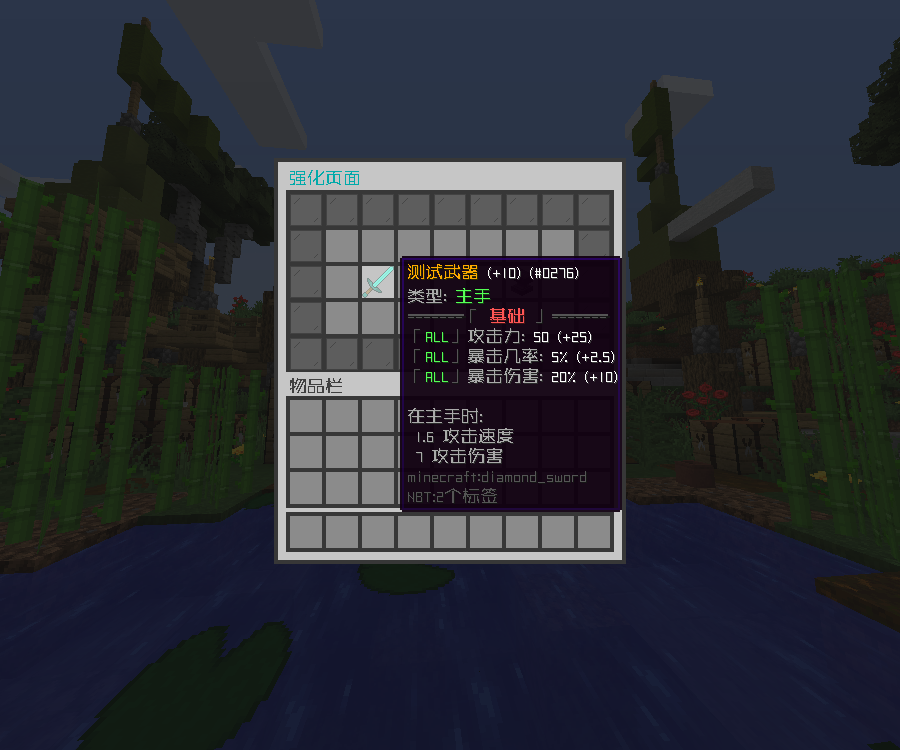 强化页面
测试武器 (+10) (#0276)
类型: 主手
「 基础 」
「 ALL 」攻击力: 50 (+25)
「 ALL 」暴击几率: 5% (+2.5)
「 ALL 」暴击伤害: 20% (+10)
物品栏
在主手时:
1.6 攻击速度
7 攻击伤害
minecraft:diamond_sword
NBT:2个标签